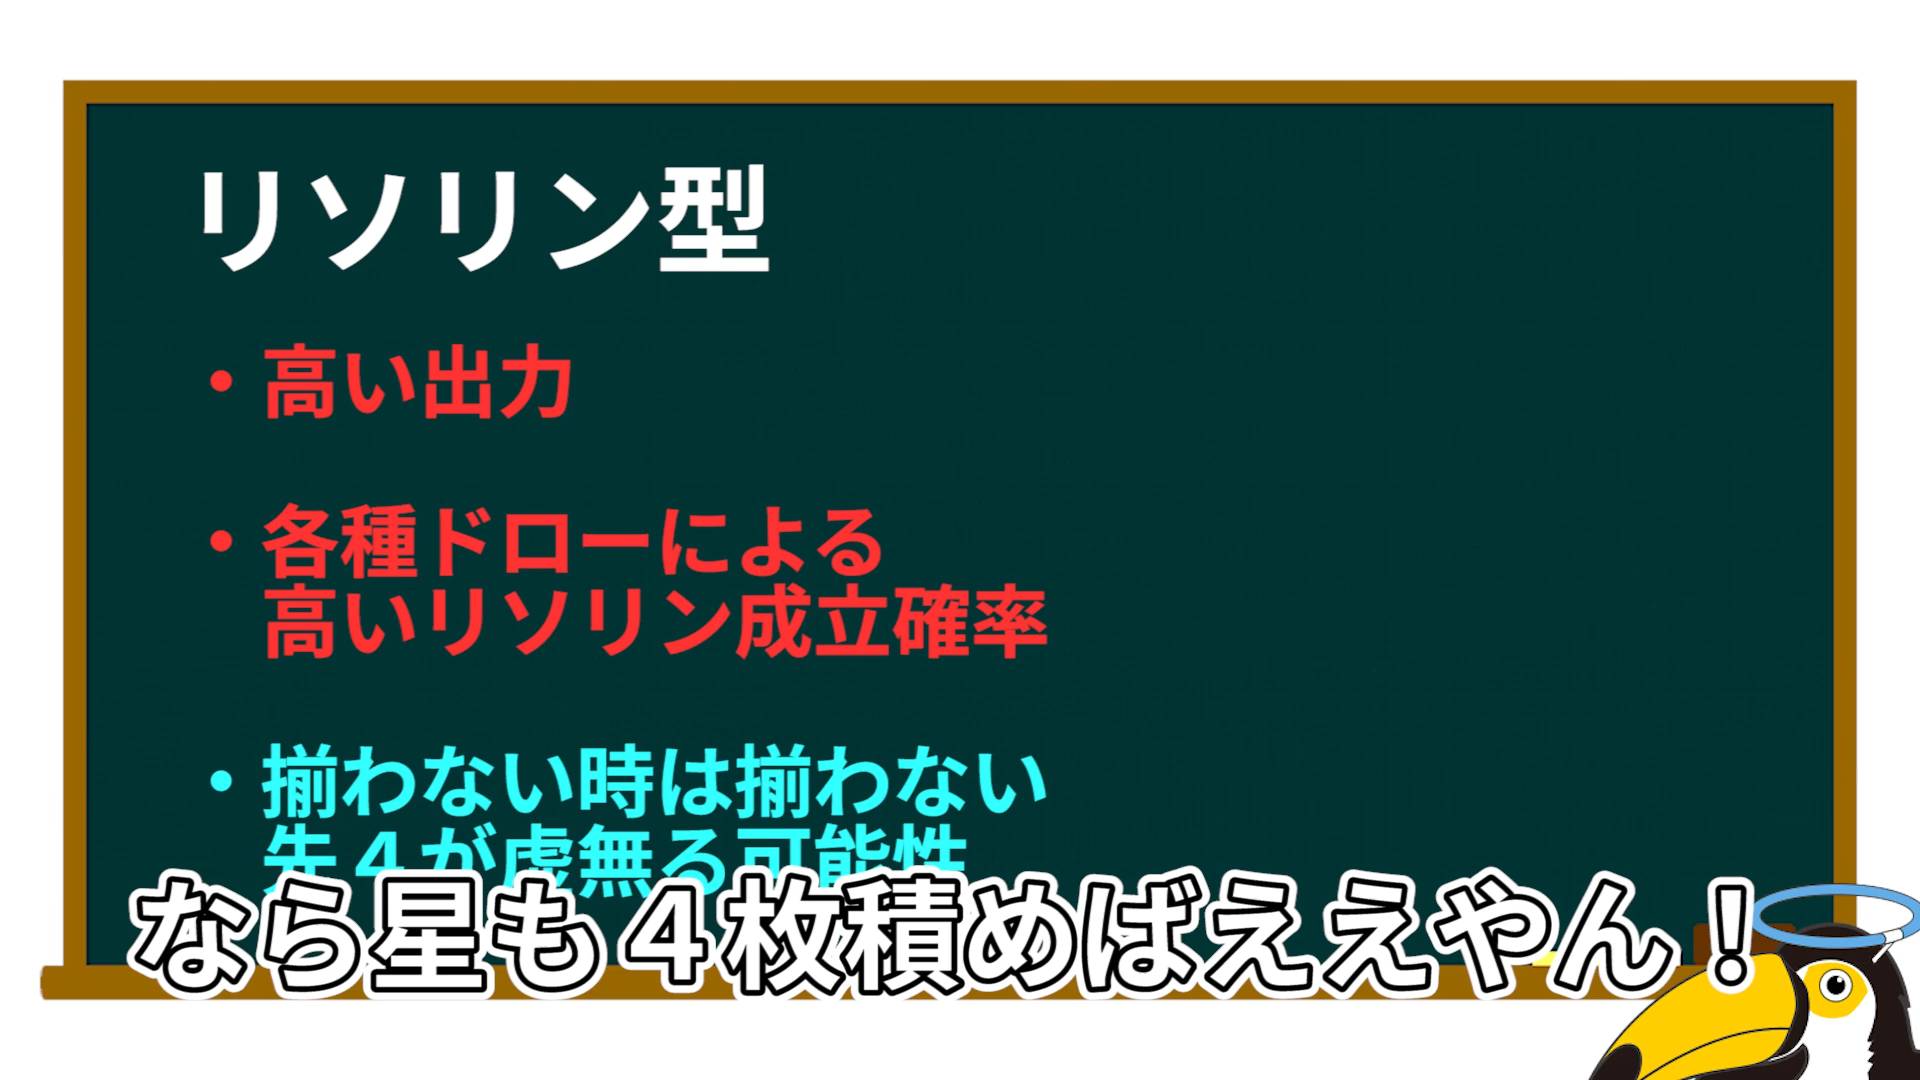 リソリン型
・高い出力
・各種ドローによる
高いリソリン成立確率
・揃わない時は揃わない
先４が虚無る可能性
なら星も４枚積めばええやん！